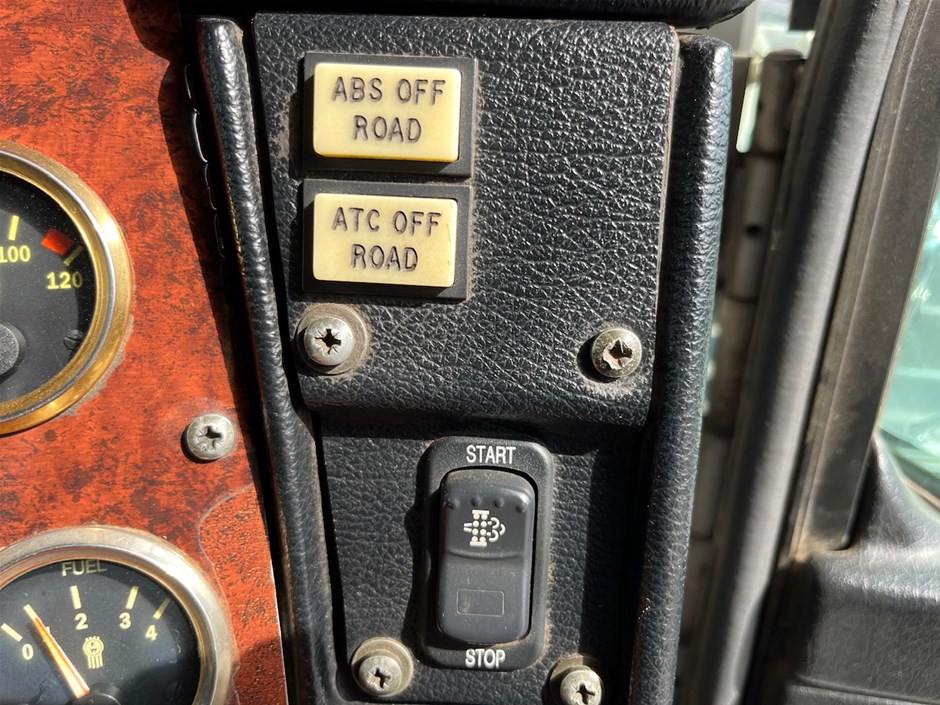 ABS OFF
ROAD
ATC OFF
ROAD
100
120
START
STOP
FUEL
0
2
3
4